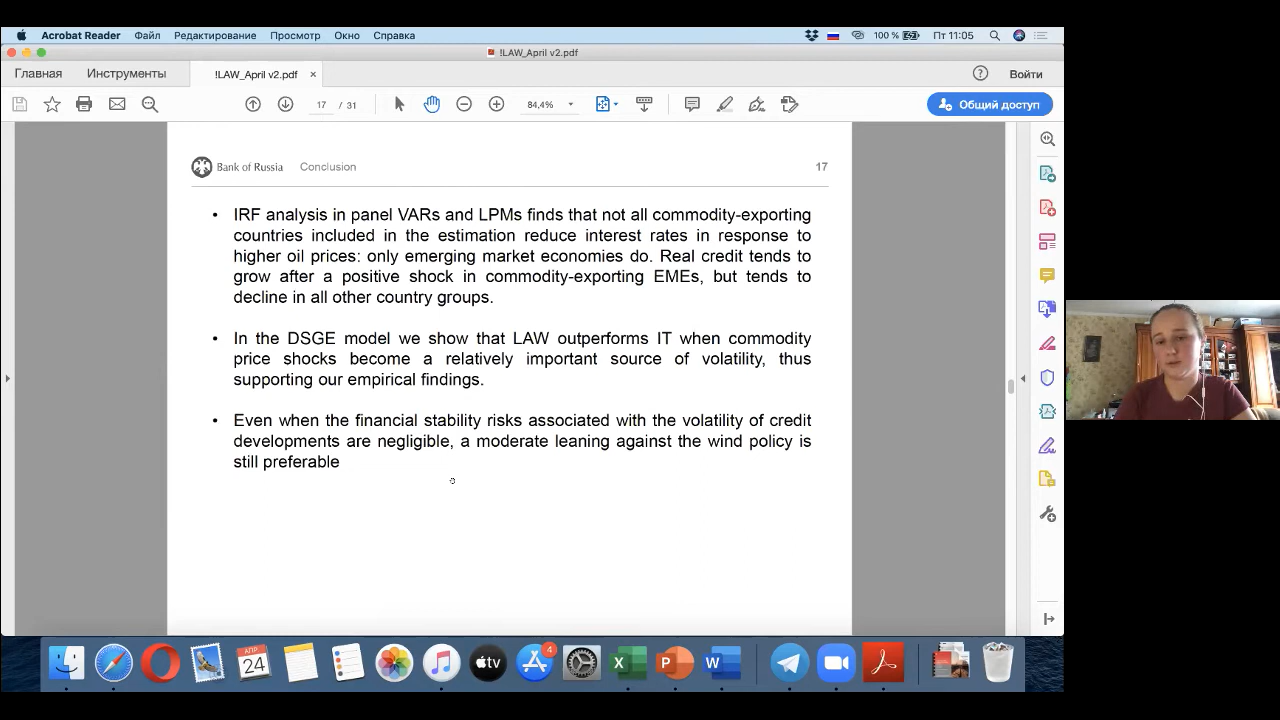 Acrobat Reader Файл Редактирование Просмотр Окно Справка 100 % Пт 11:05
!LAW_April v2.pdf
Главная Инструменты !LAW_April v2.pdf × Войти
17 / 31 84,4% Общий доступ
Bank of Russia Conclusion 17
• IRF analysis in panel VARs and LPMs finds that not all commodity-exporting
countries included in the estimation reduce interest rates in response to
higher oil prices: only emerging market economies do. Real credit tends to
grow after a positive shock in commodity-exporting EMEs, but tends to
decline in all other country groups.
• In the DSGE model we show that LAW outperforms IT when commodity
price shocks become a relatively important source of volatility, thus
supporting our empirical findings.
• Even when the financial stability risks associated with the volatility of credit
developments are negligible, a moderate leaning against the wind policy is
still preferable
АПР
24
tv
4
X P W